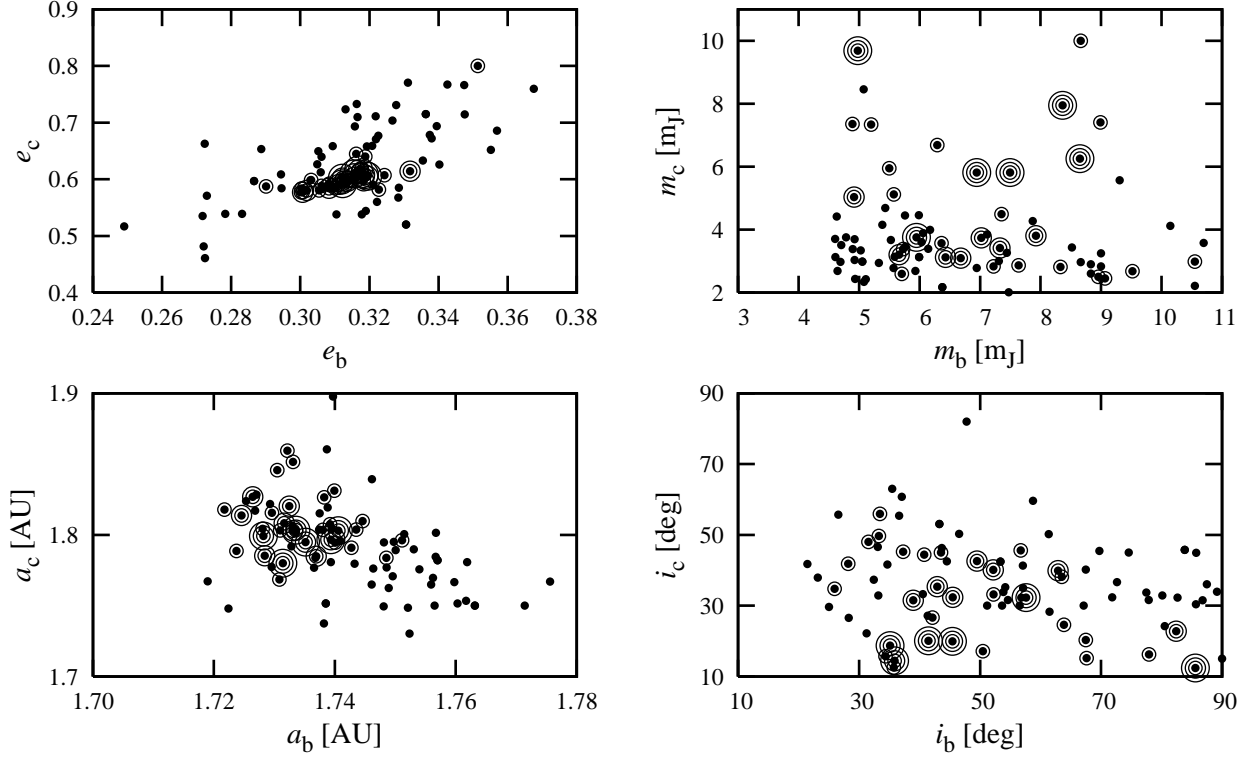 0.9
0.8
0.7
0.6
0.5
0.4
e_c
0.24 0.26 0.28 0.30 0.32 0.34 0.36 0.38
e_b
10
8
6
4
2
m_c [m_J]
3 4 5 6 7 8 9 10 11
m_b [m_J]
1.9
1.8
1.7
a_c [AU]
1.70 1.72 1.74 1.76 1.78
a_b [AU]
90
70
50
30
10
i_c [deg]
10 30 50 70 90
i_b [deg]